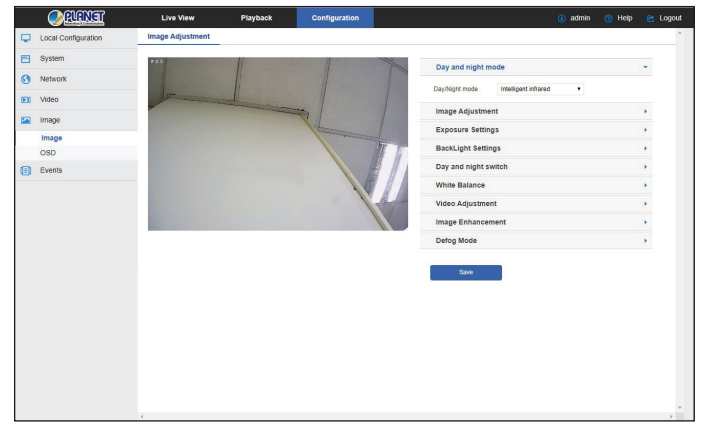 PLANET
Networking & Communication
Live View
Playback
Configuration
admin
Help
Logout
Local Configuration
System
Network
Video
Image
Image
OSD
Events
Image Adjustment
Day and night mode
Day/Night mode
Intelligent infrared
Image Adjustment
Exposure Settings
BackLight Settings
Day and night switch
White Balance
Video Adjustment
Image Enhancement
Defog Mode
Save